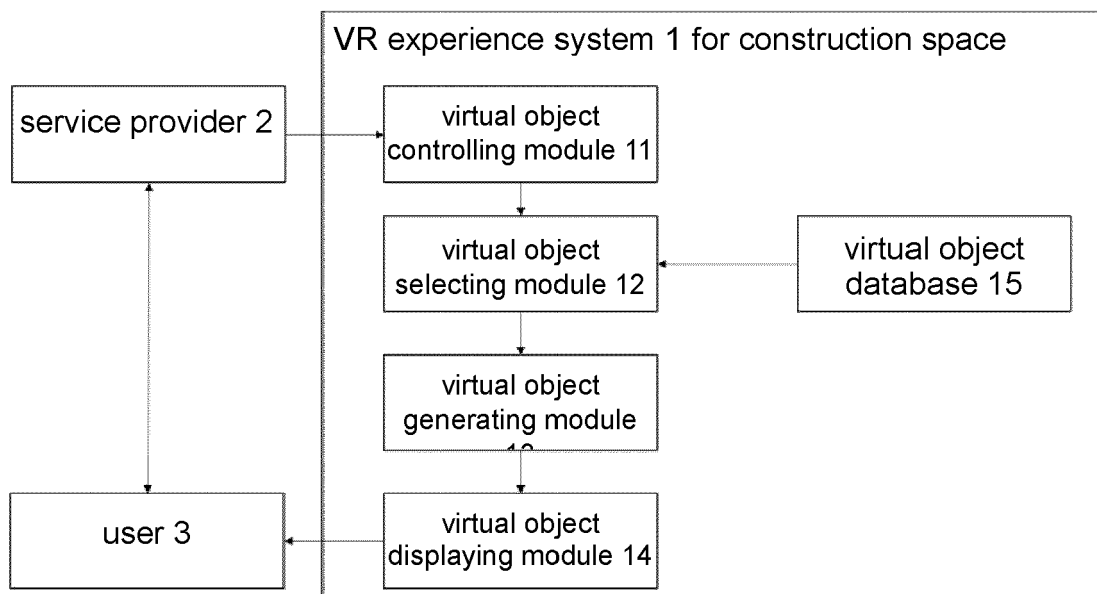 VR experience system 1 for construction space
service provider 2
virtual object
controlling module 11
virtual object
selecting module 12
virtual object
database 15
virtual object
generating module
user 3
virtual object
displaying module 14